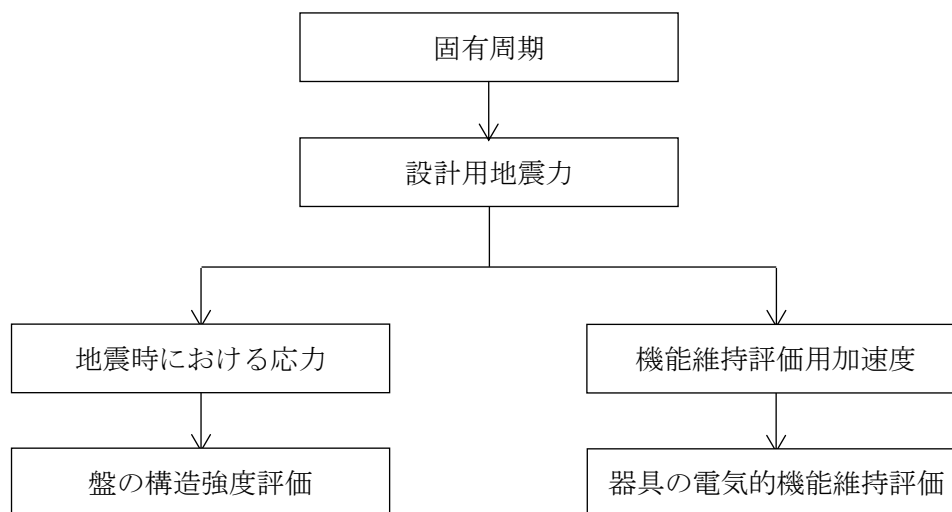 固有周期
設計用地震力
地震時における応力
機能維持評価用加速度
盤の構造強度評価
器具の電気的機能維持評価